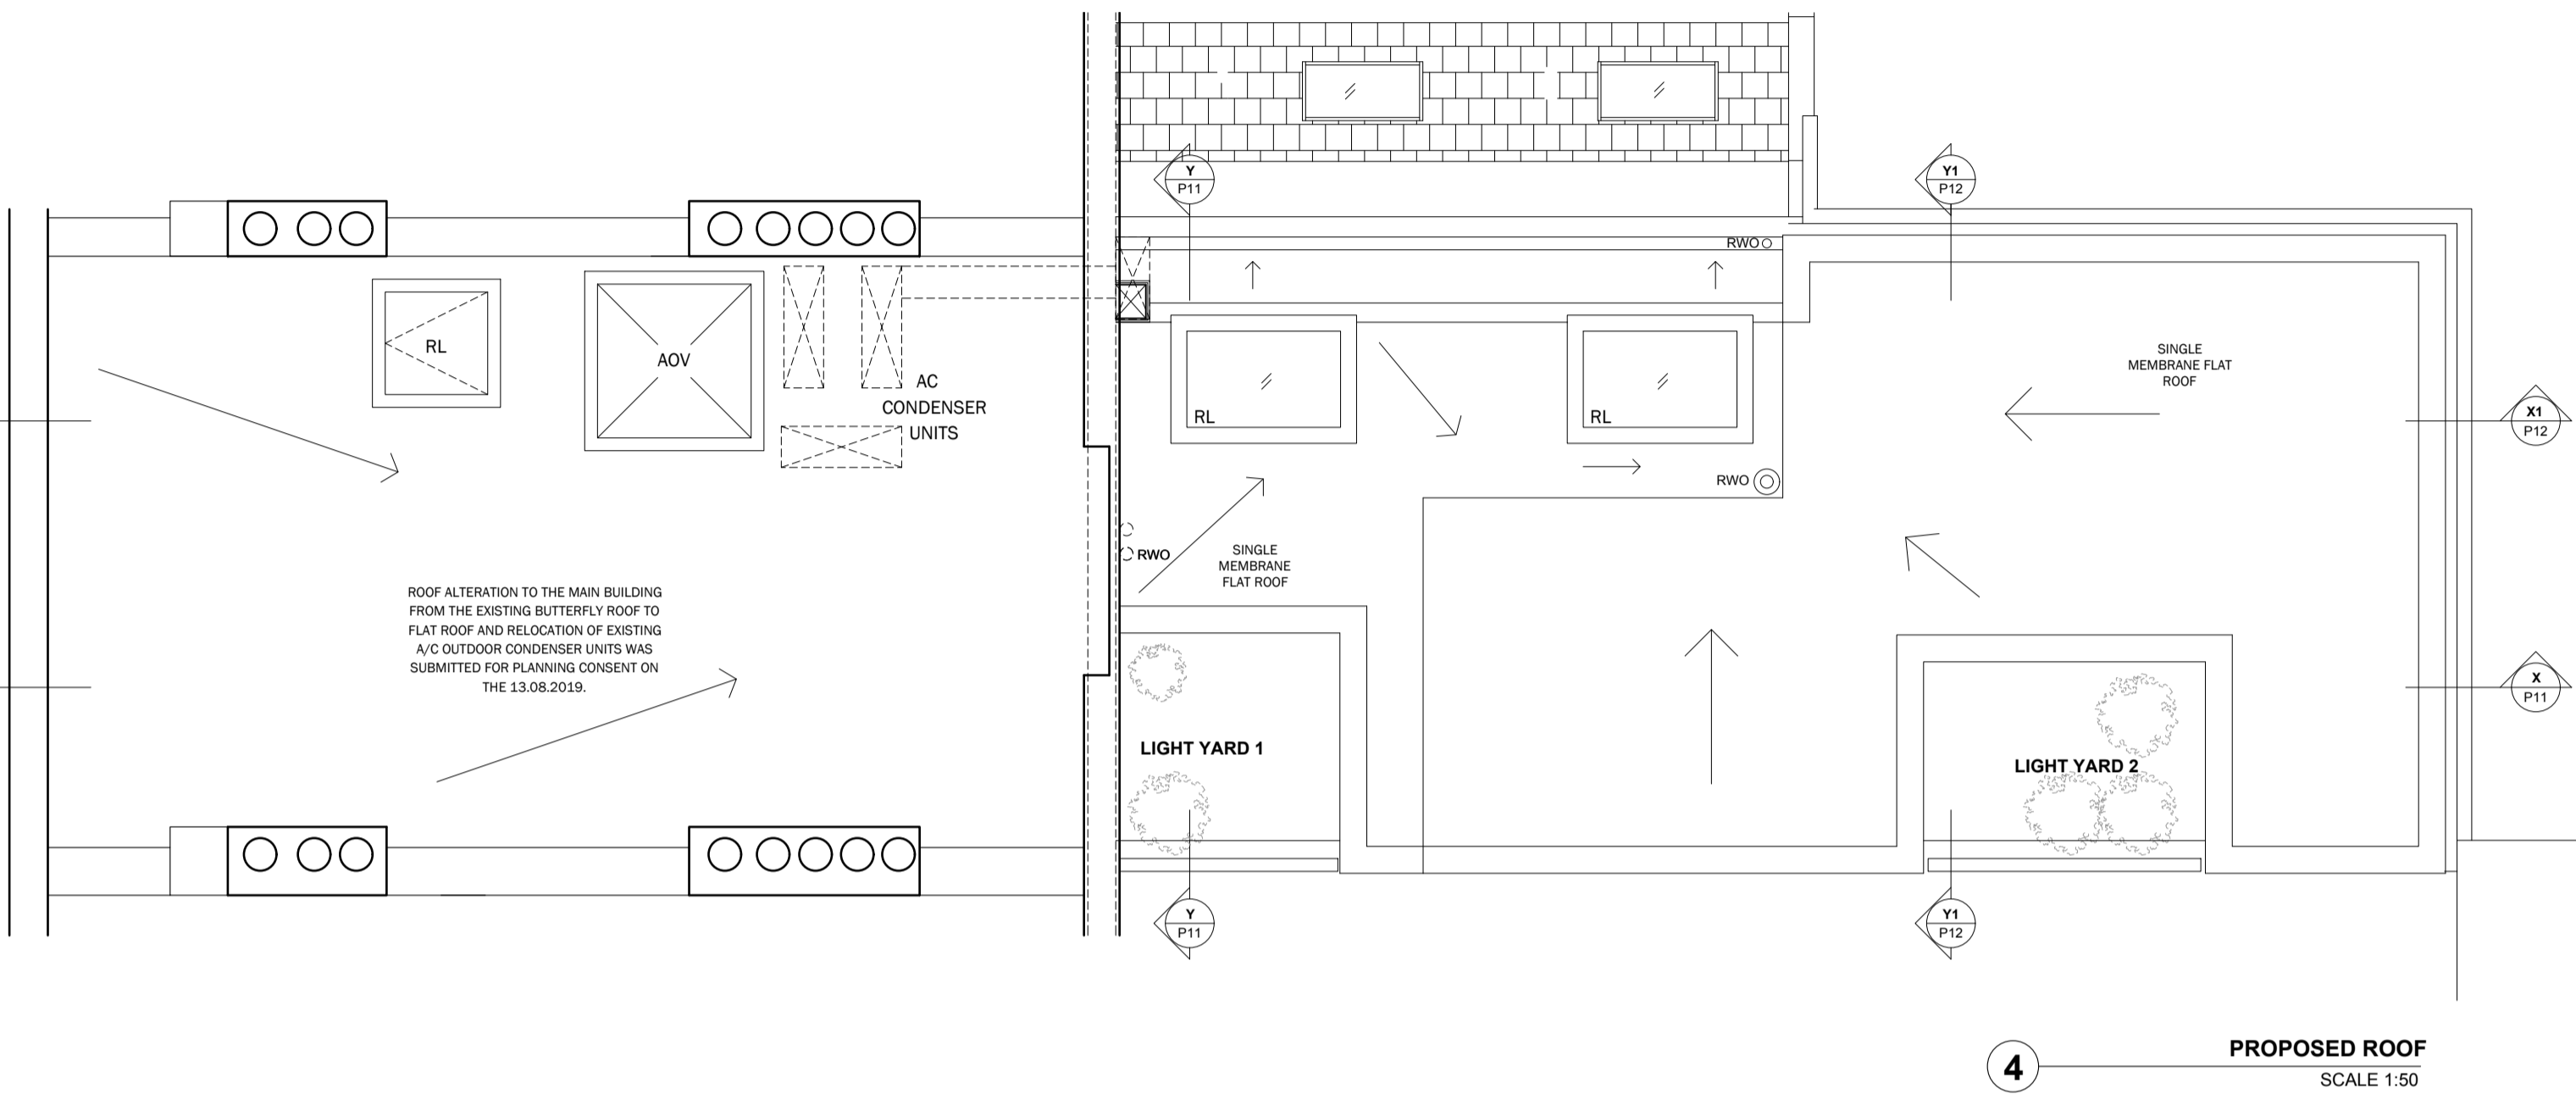 Y
P11
Y1
P12
RWO
RL
AOV
AC
CONDENSER
UNITS
RL
RL
SINGLE
MEMBRANE FLAT
ROOF
X1
P12
RWO
RWO
SINGLE
MEMBRANE
FLAT ROOF
ROOF ALTERATION TO THE MAIN BUILDING
FROM THE EXISTING BUTTERFLY ROOF TO
FLAT ROOF AND RELOCATION OF EXISTING
A/C OUTDOOR CONDENSER UNITS WAS
SUBMITTED FOR PLANNING CONSENT ON
THE 13.08.2019.
X
P11
LIGHT YARD 1
LIGHT YARD 2
Y
P11
Y1
P12
4
PROPOSED ROOF
SCALE 1:50